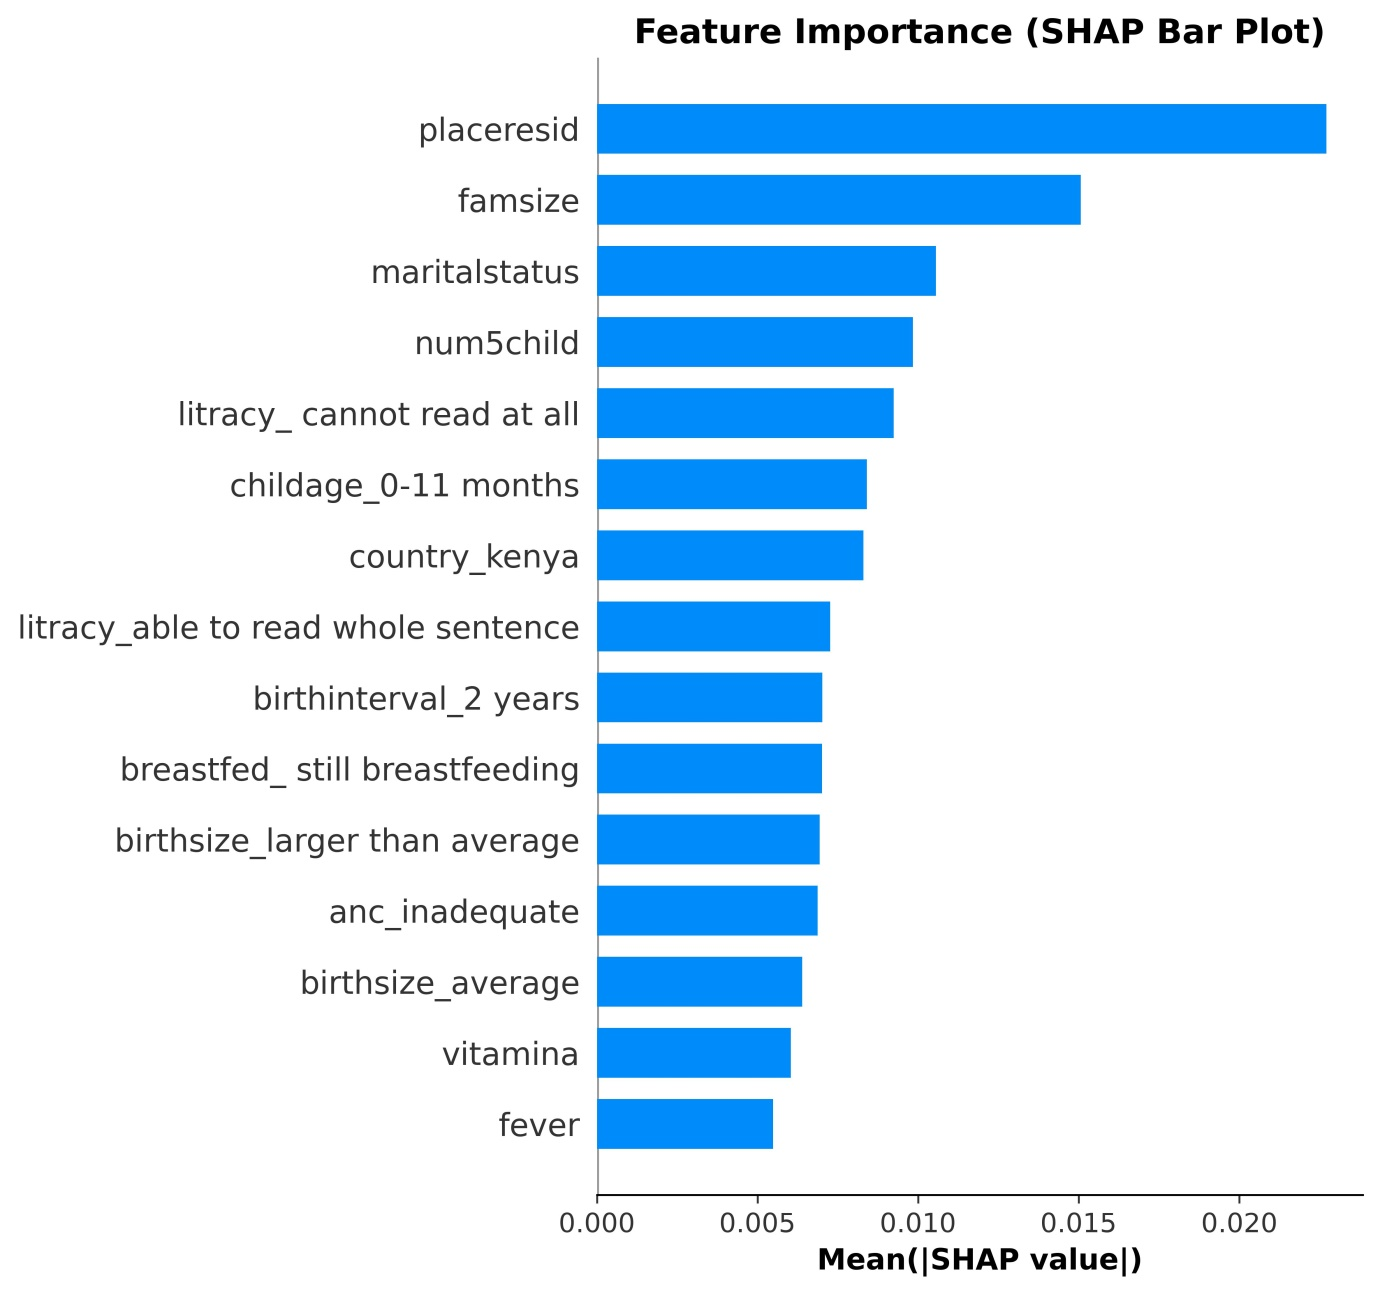 Feature Importance (SHAP Bar Plot)
placeresid
famsize
maritalstatus
num5child
litracy_ cannot read at all
childage_0-11 months
country_kenya
litracy_able to read whole sentence
birthinterval_2 years
breastfed_ still breastfeeding
birthsize_larger than average
anc_inadequate
birthsize_average
vitamina
fever
0.000 0.005 0.010 0.015 0.020
Mean(|SHAP value|)